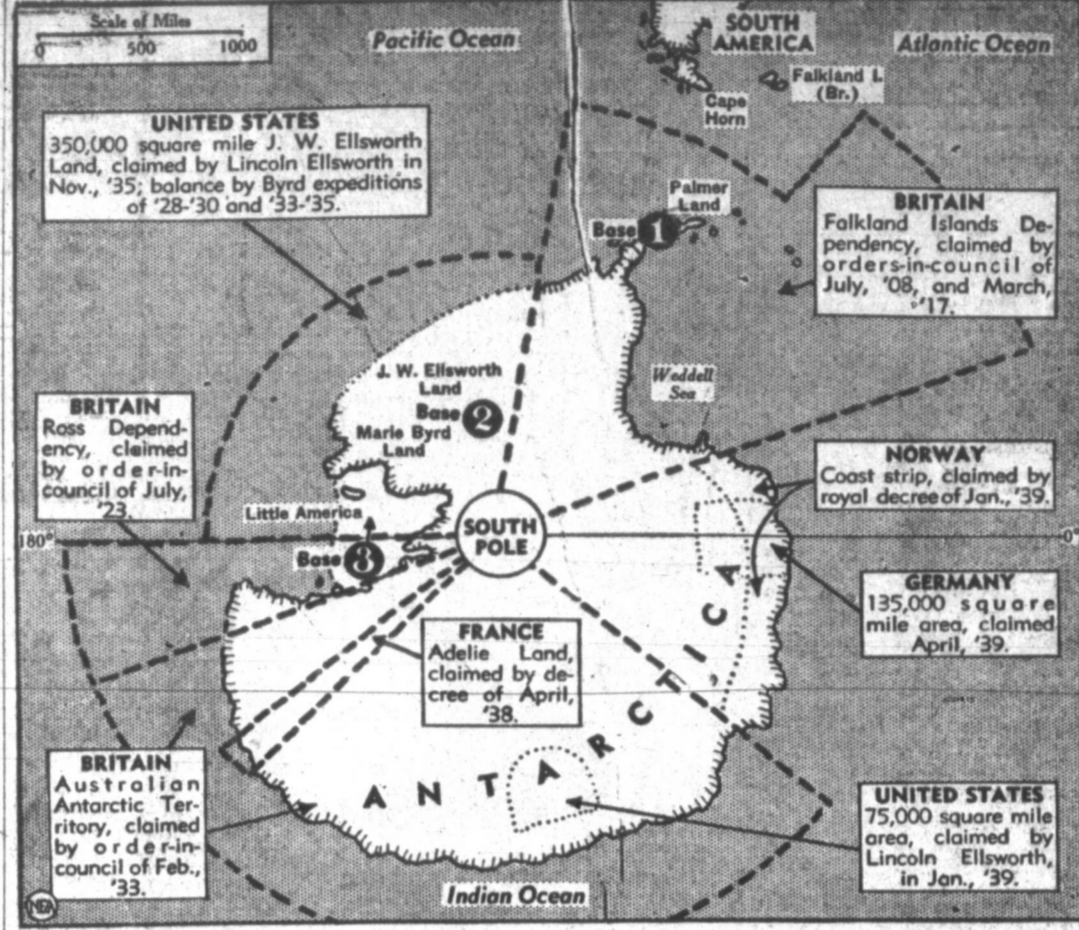 Scale of Miles
0 500 1000
Pacific Ocean
SOUTH
AMERICA
Atlantic Ocean
Falkland I.
(Br.)
Cape
Horn
UNITED STATES
350,000 square mile J. W. Ellsworth
Land, claimed by Lincoln Ellsworth in
Nov., '35; balance by Byrd expeditions
of '28-'30 and '33-'35.
Palmer
Land
Base 1
BRITAIN
Falkland Islands De-
pendency, claimed by
orders-in-council of
July, '08, and March,
'17.
J. W. Ellsworth
Land
Base 2
Marie Byrd
Land
Weddell
Sea
BRITAIN
Ross Depend-
ency, claimed
by order-in-
council of July,
'23.
NORWAY
Coast strip, claimed by
royal decree of Jan., '39.
Little America
180°
SOUTH
POLE
0°
Base 3
GERMANY
135,000 square
mile area, claimed
April, '39.
FRANCE
Adelie Land,
claimed by de-
cree of April,
'38.
ANTARCTICA
BRITAIN
Australian
Antarctic Ter-
ritory, claimed
by order-in-
council of Feb.,
'33.
UNITED STATES
75,000 square mile
area, claimed by
Lincoln Ellsworth,
in Jan., '39.
Indian Ocean
NEA